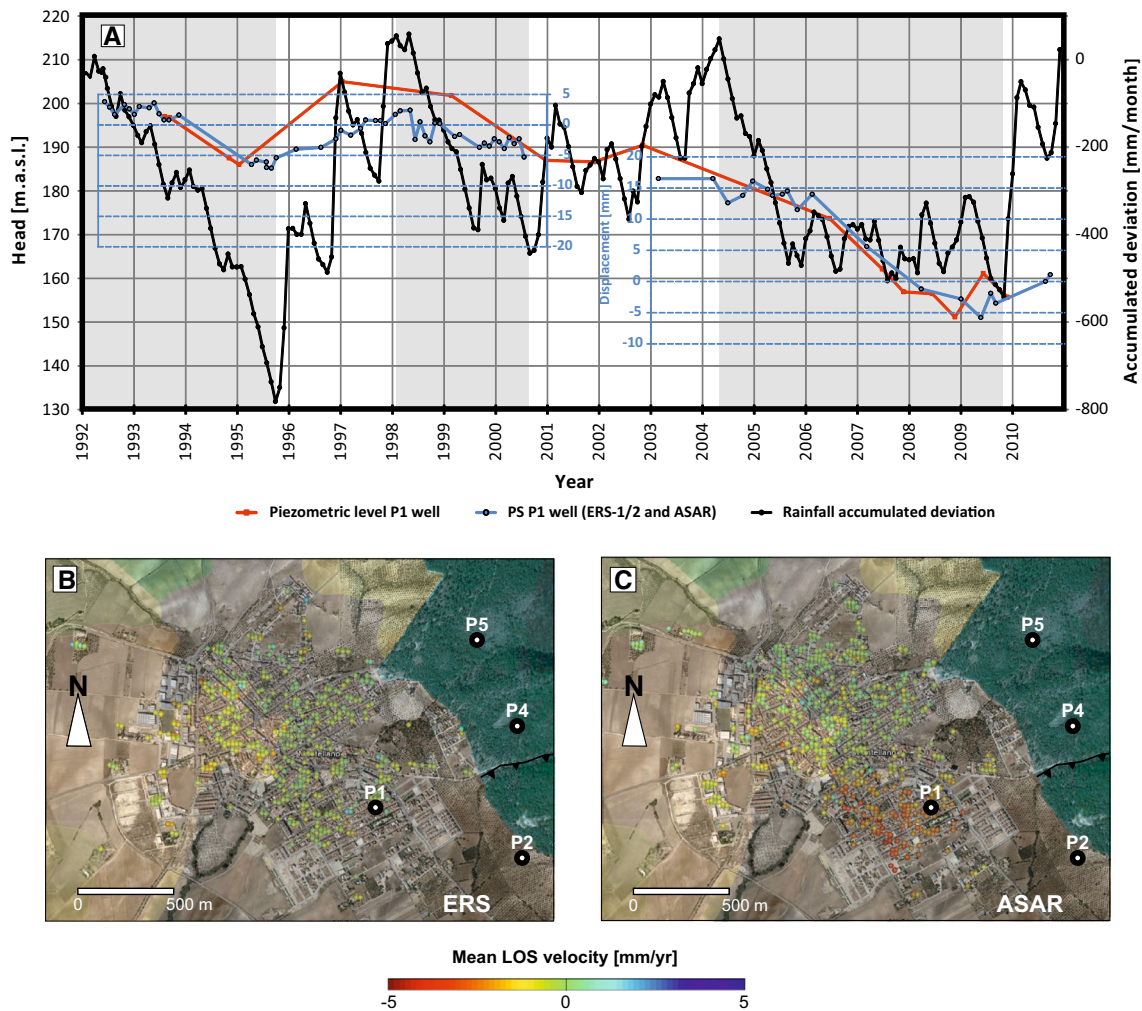 A
220
210
200
190
180
170
160
150
140
130
Head [m.a.s.l.]
0
-200
-400
-600
-800
Accumulated deviation [mm/month]
5
0
-5
-10
-15
-20
20
15
10
5
0
-5
-10
Displacement [mm]
1992 1993 1994 1995 1996 1997 1998 1999 2000 2001 2002 2003 2004 2005 2006 2007 2008 2009 2010
Year
Piezometric level P1 well PS P1 well (ERS-1/2 and ASAR) Rainfall accumulated deviation
B
N
P5
P4
P1
P2
0 500 m
ERS
C
N
P5
P4
P1
P2
0 500 m
ASAR
Mean LOS velocity [mm/yr]
-5 0 5